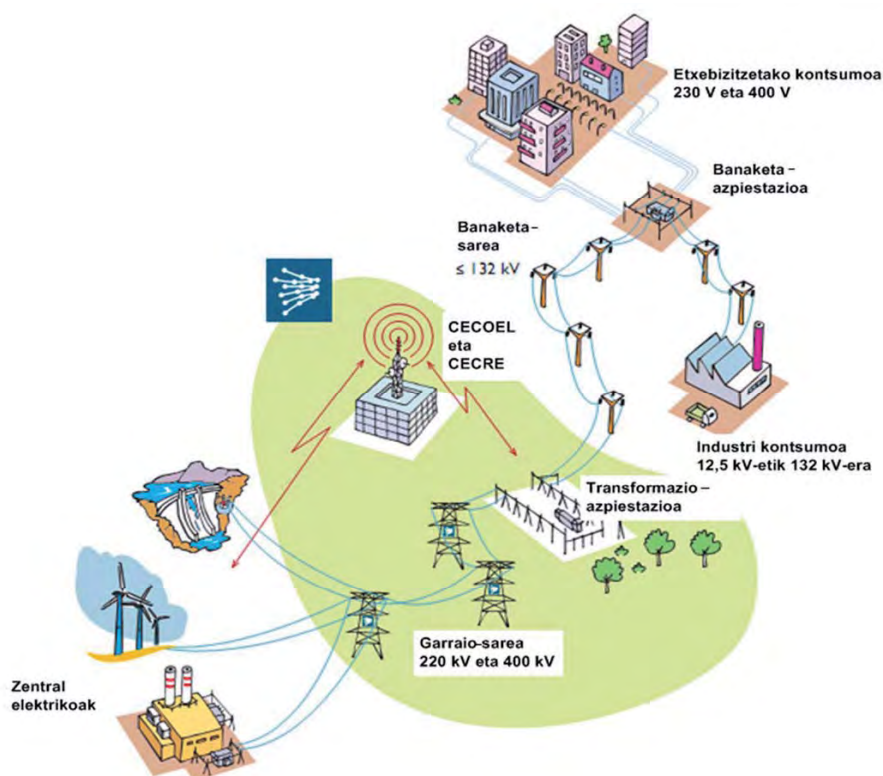 Etxebizitzetako kontsumoa
230 V eta 400 V
Banaketa-
azpiestazioa
Banaketa-
sarea
≤ 132 kV
CECOEL
eta
CECRE
Industri kontsumoa
12,5 kV-etik 132 kV-era
Transformazio-
azpiestazioa
Garraio-sarea
220 kV eta 400 kV
Zentral
elektrikoak